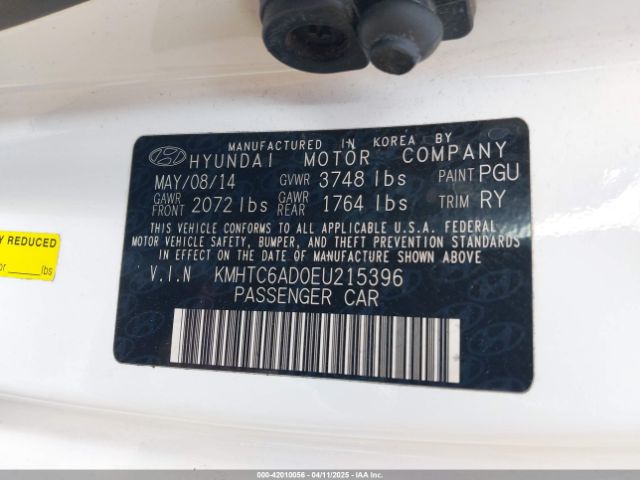 MANUFACTURED IN KOREA BY
HYUNDAI MOTOR COMPANY
MAY/08/14 GVWR 3748 lbs PAINT PGU
GAWR FRONT 2072 lbs GAWR REAR 1764 lbs TRIM RY
THIS VEHICLE CONFORMS TO ALL APPLICABLE U.S.A. FEDERAL
MOTOR VEHICLE SAFETY, BUMPER, AND THEFT PREVENTION STANDARDS
IN EFFECT ON THE DATE OF MANUFACTURE SHOWN ABOVE.
V.I.N KMHTC6AD0EU215396
PASSENGER CAR
Y REDUCED
or ______lbs
000-42010056 - 04/11/2025 - IAAI.COM